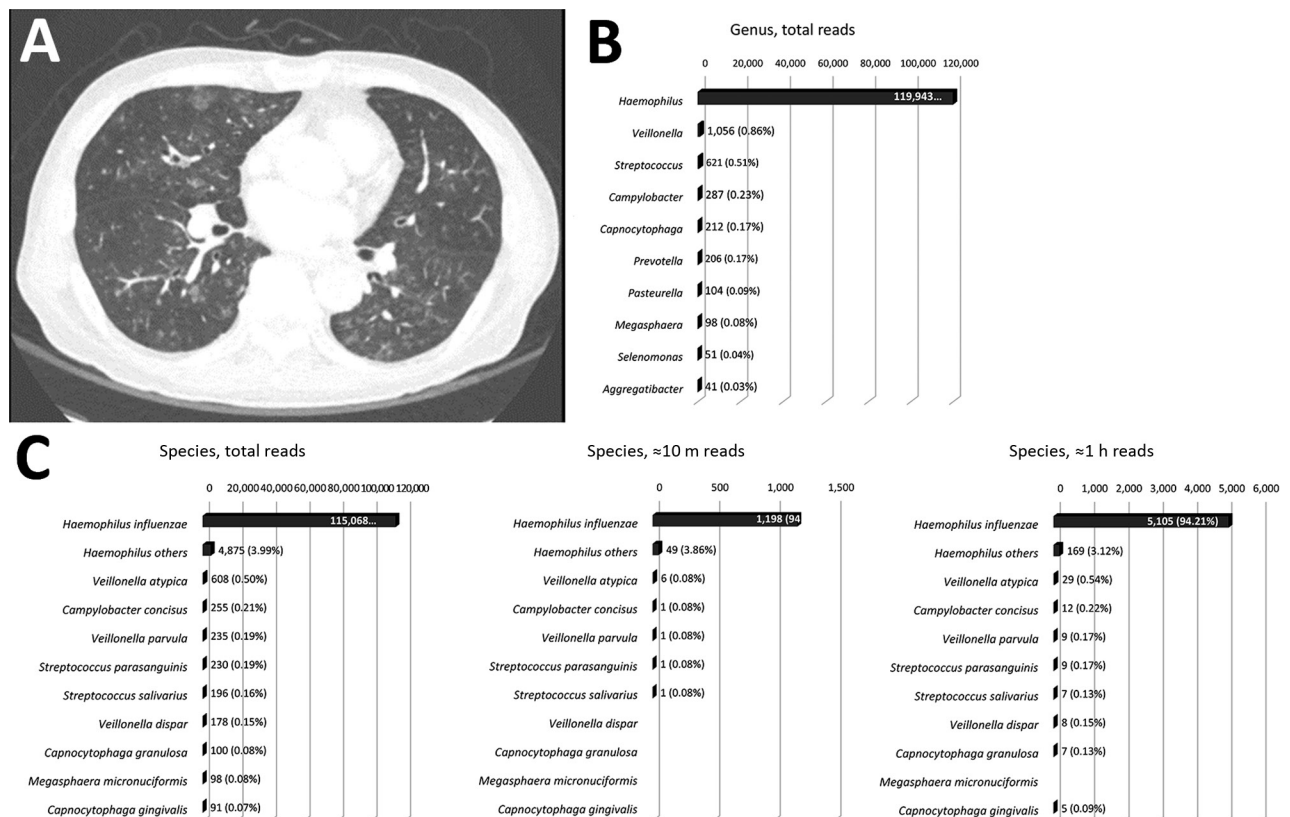 A
B
Genus, total reads
0 20,000 40,000 60,000 80,000 100,000 120,000
Haemophilus 119,943...
Veillonella 1,056 (0.86%)
Streptococcus 621 (0.51%)
Campylobacter 287 (0.23%)
Capnocytophaga 212 (0.17%)
Prevotella 206 (0.17%)
Pasteurella 104 (0.09%)
Megasphaera 98 (0.08%)
Selenomonas 51 (0.04%)
Aggregatibacter 41 (0.03%)
C
Species, total reads
0 20,000 40,000 60,000 80,000 100,000 120,000
Haemophilus influenzae 115,068...
Haemophilus others 4,875 (3.99%)
Veillonella atypica 608 (0.50%)
Campylobacter concisus 255 (0.21%)
Veillonella parvula 235 (0.19%)
Streptococcus parasanguinis 230 (0.19%)
Streptococcus salivarius 196 (0.16%)
Veillonella dispar 178 (0.15%)
Capnocytophaga granulosa 100 (0.08%)
Megasphaera micronuciformis 98 (0.08%)
Capnocytophaga gingivalis 91 (0.07%)
Species, ≈10 m reads
0 500 1,000 1,500
Haemophilus influenzae 1,198 (94
Haemophilus others 49 (3.86%)
Veillonella atypica 6 (0.08%)
Campylobacter concisus 1 (0.08%)
Veillonella parvula 1 (0.08%)
Streptococcus parasanguinis 1 (0.08%)
Streptococcus salivarius 1 (0.08%)
Veillonella dispar
Capnocytophaga granulosa
Megasphaera micronuciformis
Capnocytophaga gingivalis
Species, ≈1 h reads
0 1,000 2,000 3,000 4,000 5,000 6,000
Haemophilus influenzae 5,105 (94.21%)
Haemophilus others 169 (3.12%)
Veillonella atypica 29 (0.54%)
Campylobacter concisus 12 (0.22%)
Veillonella parvula 9 (0.17%)
Streptococcus parasanguinis 9 (0.17%)
Streptococcus salivarius 7 (0.13%)
Veillonella dispar 8 (0.15%)
Capnocytophaga granulosa 7 (0.13%)
Megasphaera micronuciformis
Capnocytophaga gingivalis 5 (0.09%)